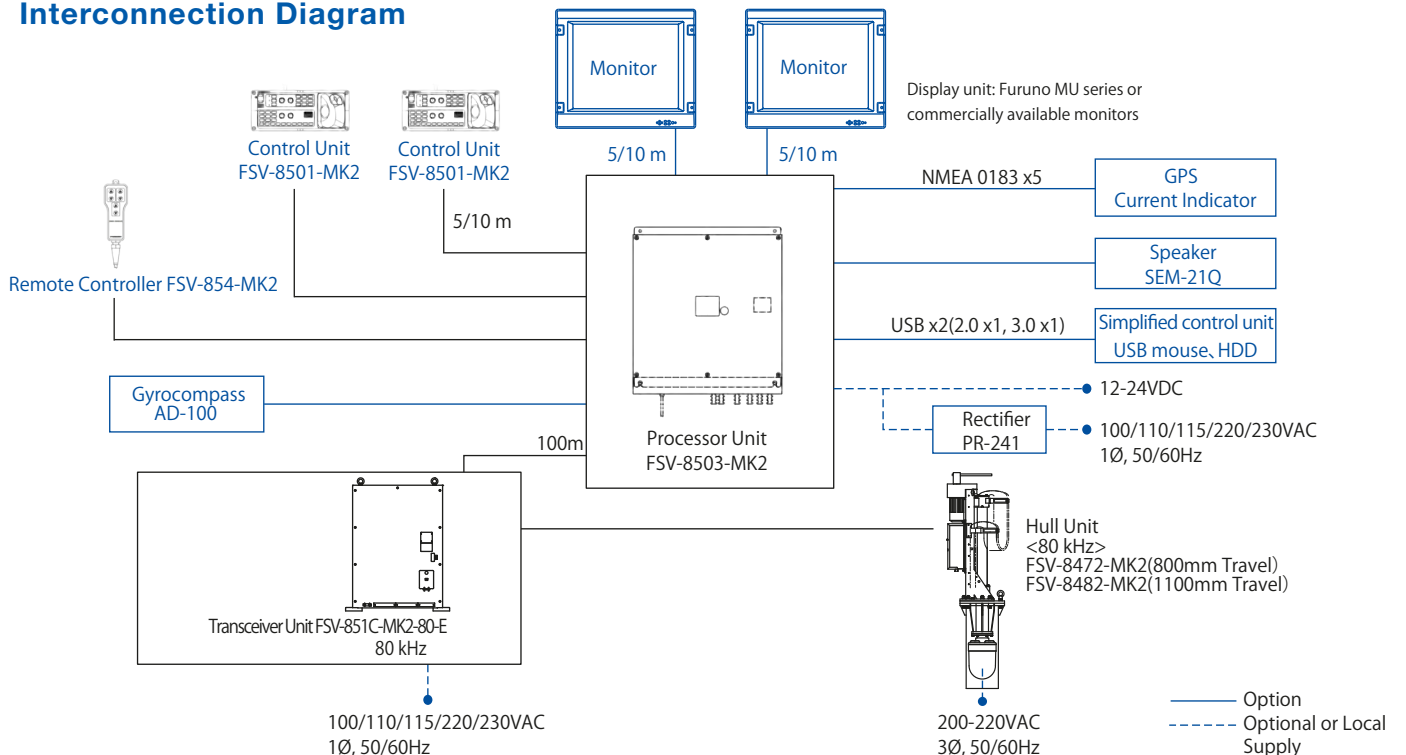 Interconnection Diagram
Monitor
Monitor
Display unit: Furuno MU series or
commercially available monitors
Control Unit
FSV-8501-MK2
Control Unit
FSV-8501-MK2
5/10 m
5/10 m
NMEA 0183 x5
GPS
Current Indicator
5/10 m
Remote Controller FSV-854-MK2
Speaker
SEM-21Q
USB x2(2.0 x1, 3.0 x1)
Simplified control unit
USB mouse、HDD
Gyrocompass
AD-100
12-24VDC
Rectifier
PR-241
100/110/115/220/230VAC
1Ø, 50/60Hz
100m
Processor Unit
FSV-8503-MK2
Hull Unit
<80 kHz>
FSV-8472-MK2(800mm Travel）
FSV-8482-MK2(1100mm Travel）
Transceiver Unit FSV-851C-MK2-80-E
80 kHz
100/110/115/220/230VAC
1Ø, 50/60Hz
200-220VAC
3Ø, 50/60Hz
Option
Optional or Local
Supply